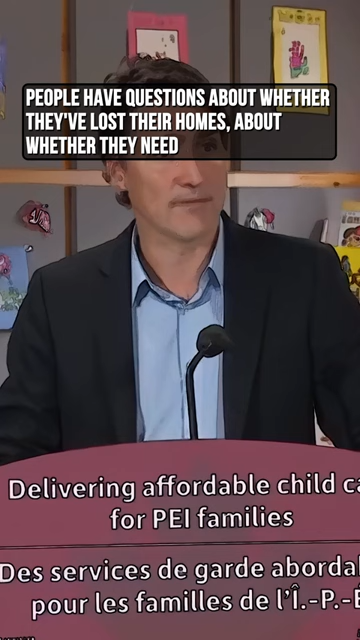 PEOPLE HAVE QUESTIONS ABOUT WHETHER
THEY'VE LOST THEIR HOMES, ABOUT
WHETHER THEY NEED
Delivering affordable child ca
for PEI families
Des services de garde aborda
pour les familles de l'Î.-P.-É